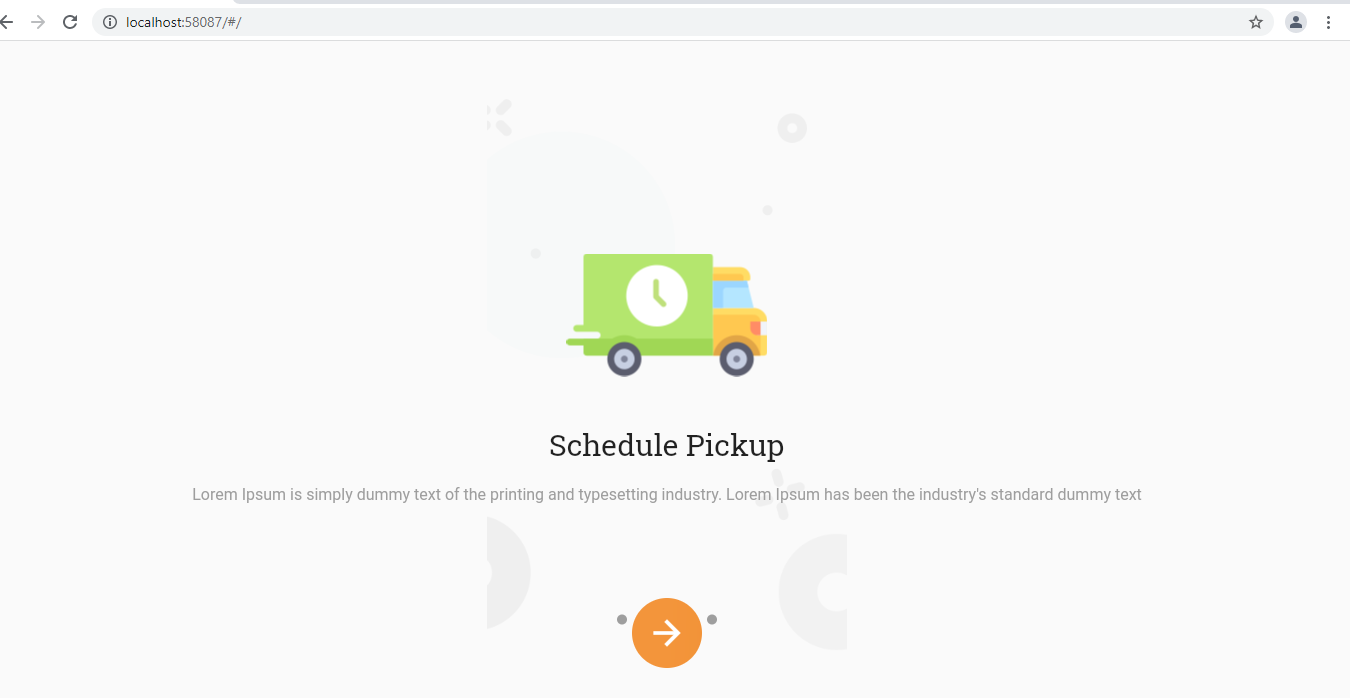 localhost:58087/#/
Schedule Pickup
Lorem Ipsum is simply dummy text of the printing and typesetting industry. Lorem Ipsum has been the industry's standard dummy text